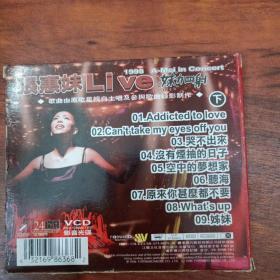 張惠妹Live
1998 A-Mei in Concert
妹力四射
◆歌曲由原歌星親自主唱及參與歌曲錄影製作◆
下
01.Addicted to love
02.Can't take my eyes off you
03.哭不出來
04.沒有煙抽的日子
05.空中的夢想家
06.聽海
07.原來你甚麼都不要
08.What's up
09.姊妹
VCD